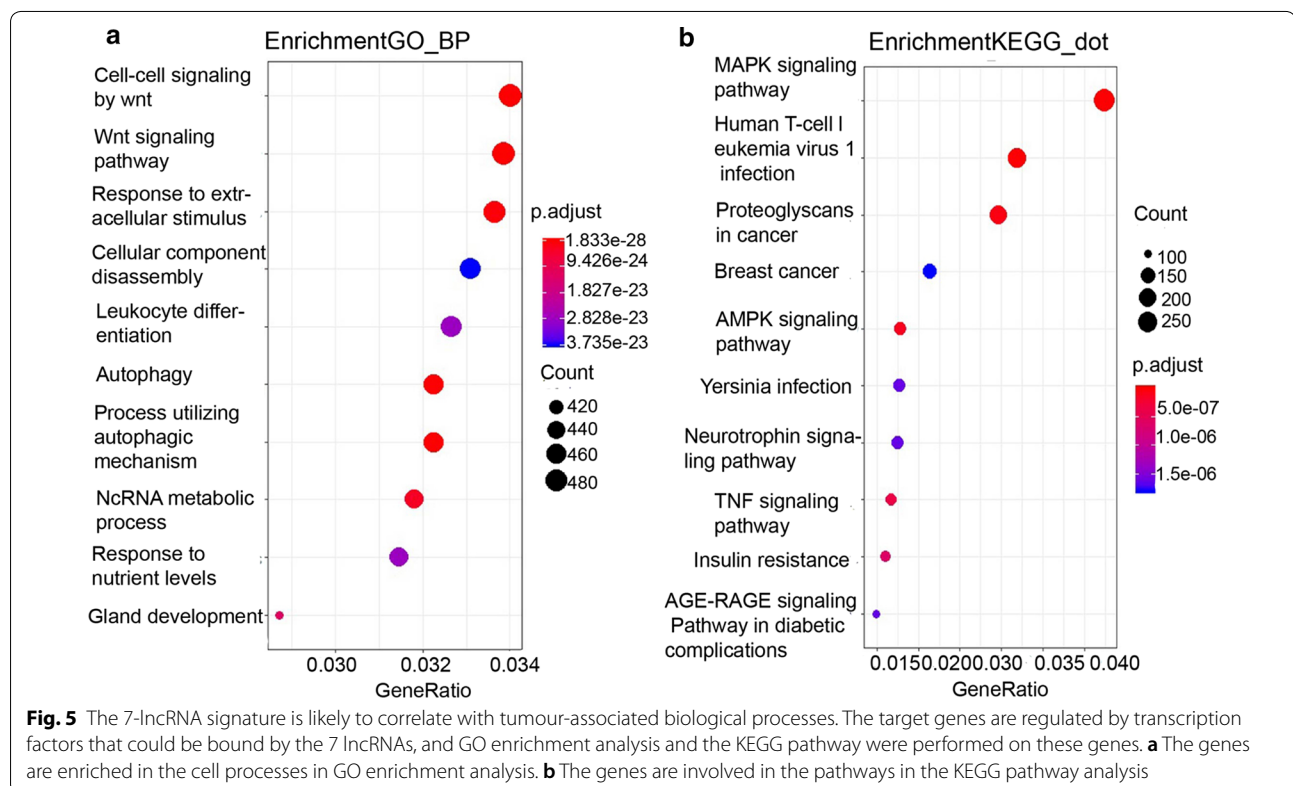 a
EnrichmentGO_BP
Cell-cell signaling
by wnt
Wnt signaling
pathway
Response to extr-
acellular stimulus
Cellular component
disassembly
Leukocyte differ-
entiation
Autophagy
Process utilizing
autophagic
mechanism
NcRNA metabolic
process
Response to
nutrient levels
Gland development
0.030 0.032 0.034
GeneRatio
p.adjust
1.833e-28
9.426e-24
1.827e-23
2.828e-23
3.735e-23
Count
420
440
460
480
b
EnrichmentKEGG_dot
MAPK signaling
pathway
Human T-cell l
eukemia virus 1
infection
Proteoglyscans
in cancer
Breast cancer
AMPK signaling
pathway
Yersinia infection
Neurotrophin signa-
ling pathway
TNF signaling
pathway
Insulin resistance
AGE-RAGE signaling
Pathway in diabetic
complications
0.0150.0200.030 0.035 0.040
GeneRatio
Count
100
150
200
250
p.adjust
5.0e-07
1.0e-06
1.5e-06
Fig. 5 The 7-lncRNA signature is likely to correlate with tumour-associated biological processes. The target genes are regulated by transcription
factors that could be bound by the 7 lncRNAs, and GO enrichment analysis and the KEGG pathway were performed on these genes. a The genes
are enriched in the cell processes in GO enrichment analysis. b The genes are involved in the pathways in the KEGG pathway analysis